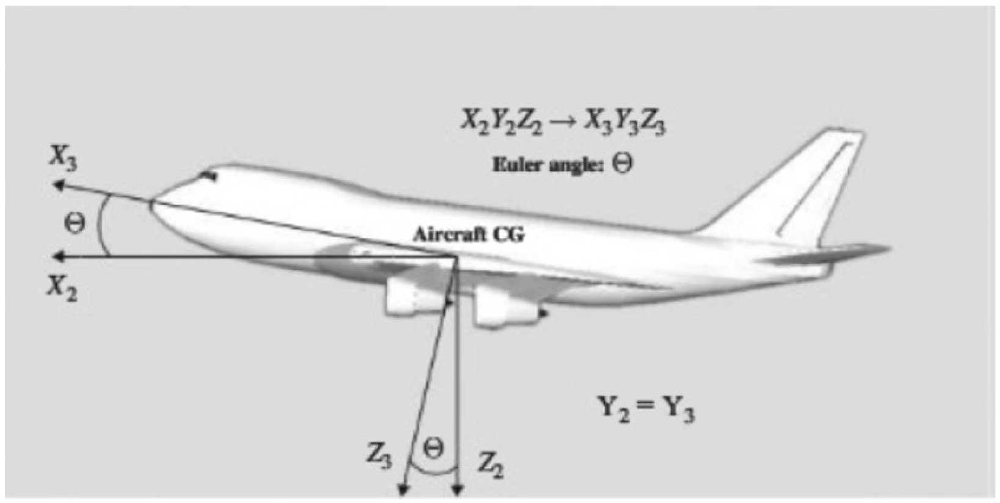 X₂Y₂Z₂ → X₃Y₃Z₃
Euler angle: Θ
X₃
Θ
Aircraft CG
X₂
Y₂ = Y₃
Z₃
Θ
Z₂